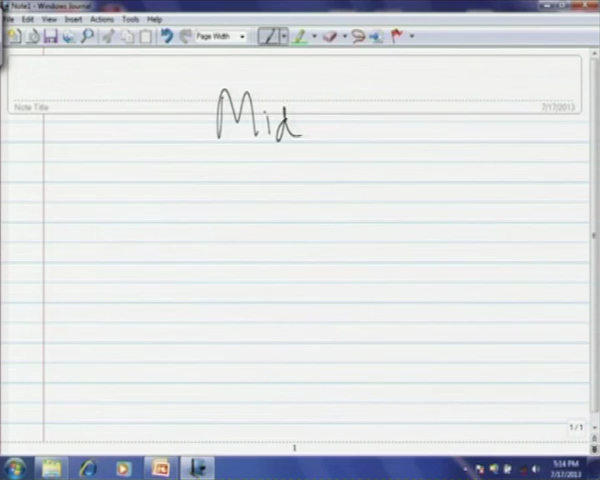 Note1 - Windows Journal
File Edit View Insert Actions Tools Help
Page Width
Note Title
7/17/2013
Mid
1/1
1
5:14 PM
7/17/2013